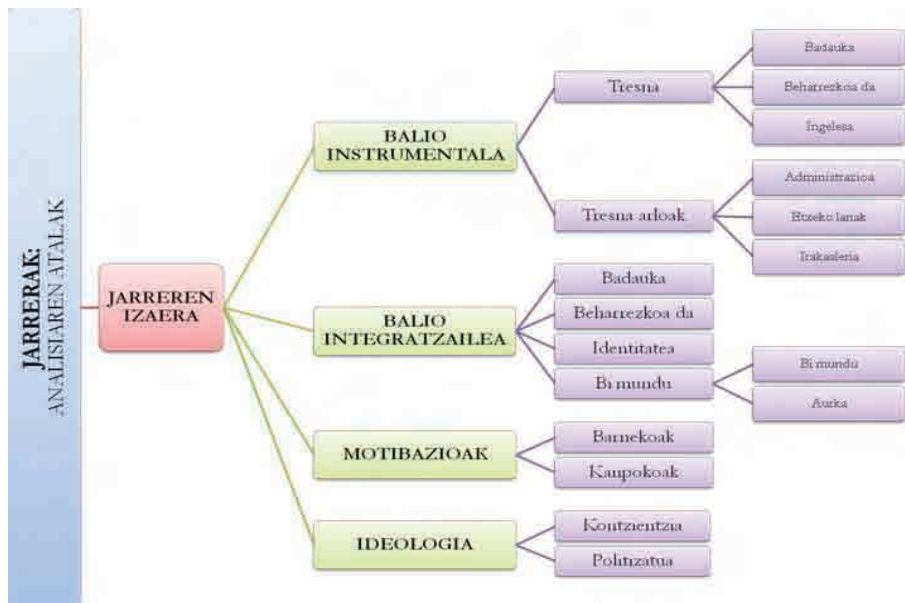 JARRERAK:
ANALISIAREN ATALAK
JARREREN
IZAERA
BALIO
INSTRUMENTALA
Tresna
Badauka
Beharrezkoa da
Ingelesa
Tresna arloak
Administrazioa
Etxeko lanak
Irakasleria
BALIO
INTEGRATZAILEA
Badauka
Beharrezkoa da
Identitatea
Bi mundu
Bi mundu
Aurka
MOTIBAZIOAK
Barnekoak
Kanpokoak
IDEOLOGIA
Kontzientzia
Politizatua